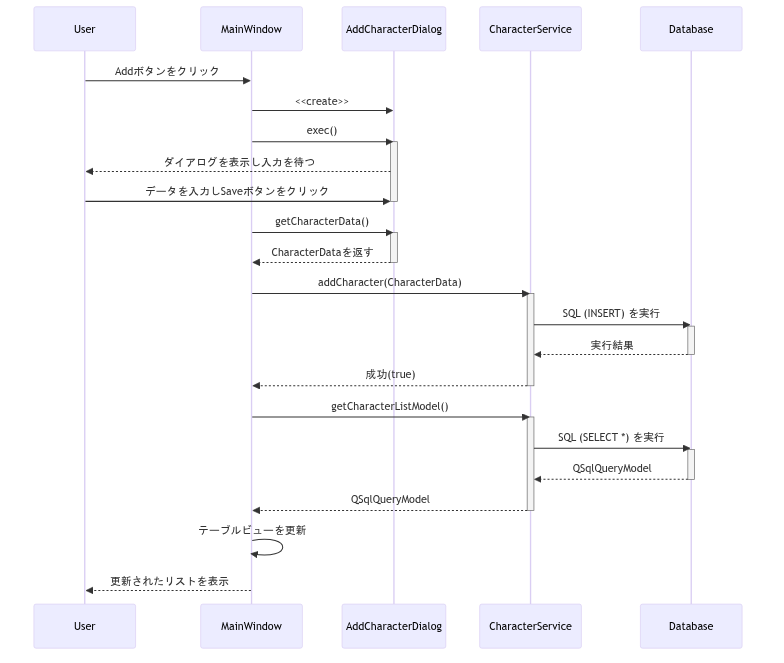 User
MainWindow
AddCharacterDialog
CharacterService
Database
Addボタンをクリック
<<create>>
exec()
ダイアログを表示し入力を待つ
データを入力しSaveボタンをクリック
getCharacterData()
CharacterDataを返す
addCharacter(CharacterData)
SQL (INSERT) を実行
実行結果
成功(true)
getCharacterListModel()
SQL (SELECT *) を実行
QSqlQueryModel
QSqlQueryModel
テーブルビューを更新
更新されたリストを表示
User
MainWindow
AddCharacterDialog
CharacterService
Database